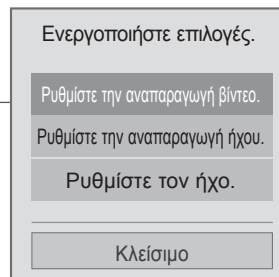 Ενεργοποιήστε επιλογές.
Ρυθμίστε την αναπαραγωγή βίντεο.
Ρυθμίστε την αναπαραγωγή ήχου.
Ρυθμίστε τον ήχο.
Κλείσιμο